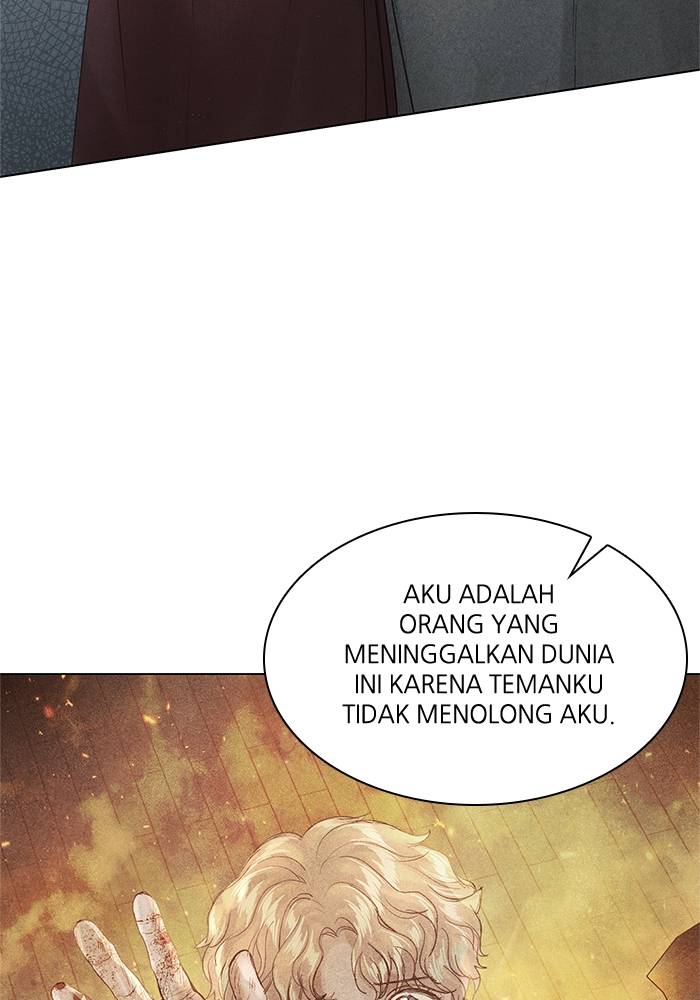 AKU ADALAH
ORANG YANG
MENINGGALKAN DUNIA
INI KARENA TEMANKU
TIDAK MENOLONG AKU.